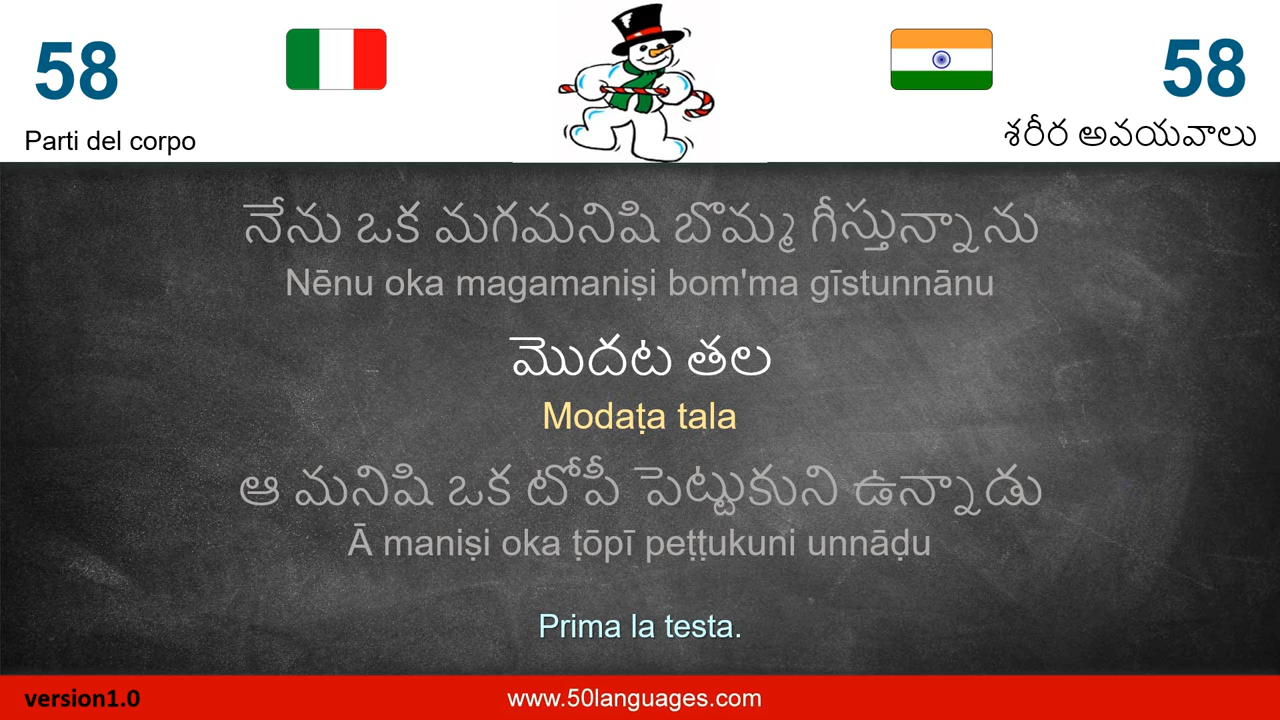 58
58
Parti del corpo
శరీర అవయవాలు
నేను ఒక మగమనిషి బొమ్మ గీస్తున్నాను
Nēnu oka magamaniṣi bom'ma gīstunnānu
మొదట తల
Modaṭa tala
ఆ మనిషి ఒక టోపీ పెట్టుకుని ఉన్నాడు
Ā maniṣi oka ṭōpī peṭṭukuni unnāḍu
Prima la testa.
version1.0
www.50languages.com